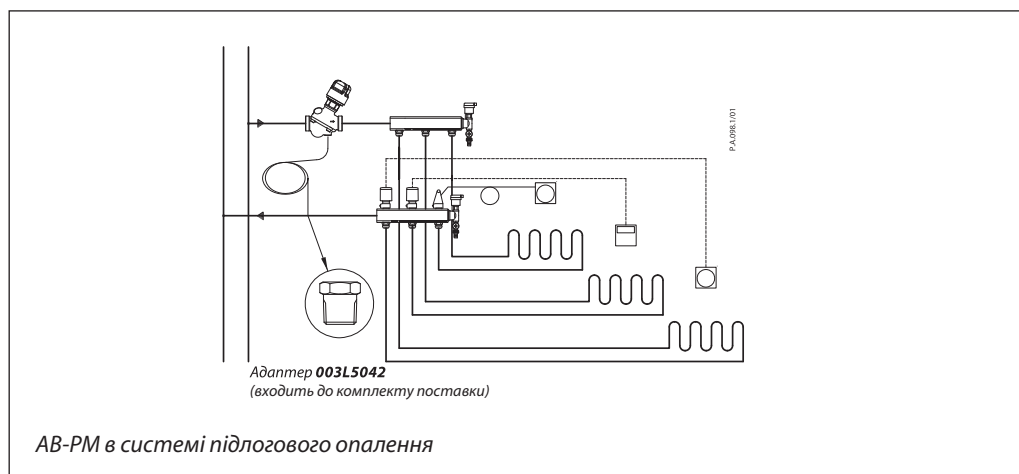 P.A.098.1/01
Адаптер 003L5042
(входить до комплекту поставки)
AB-PM в системі підлогового опалення